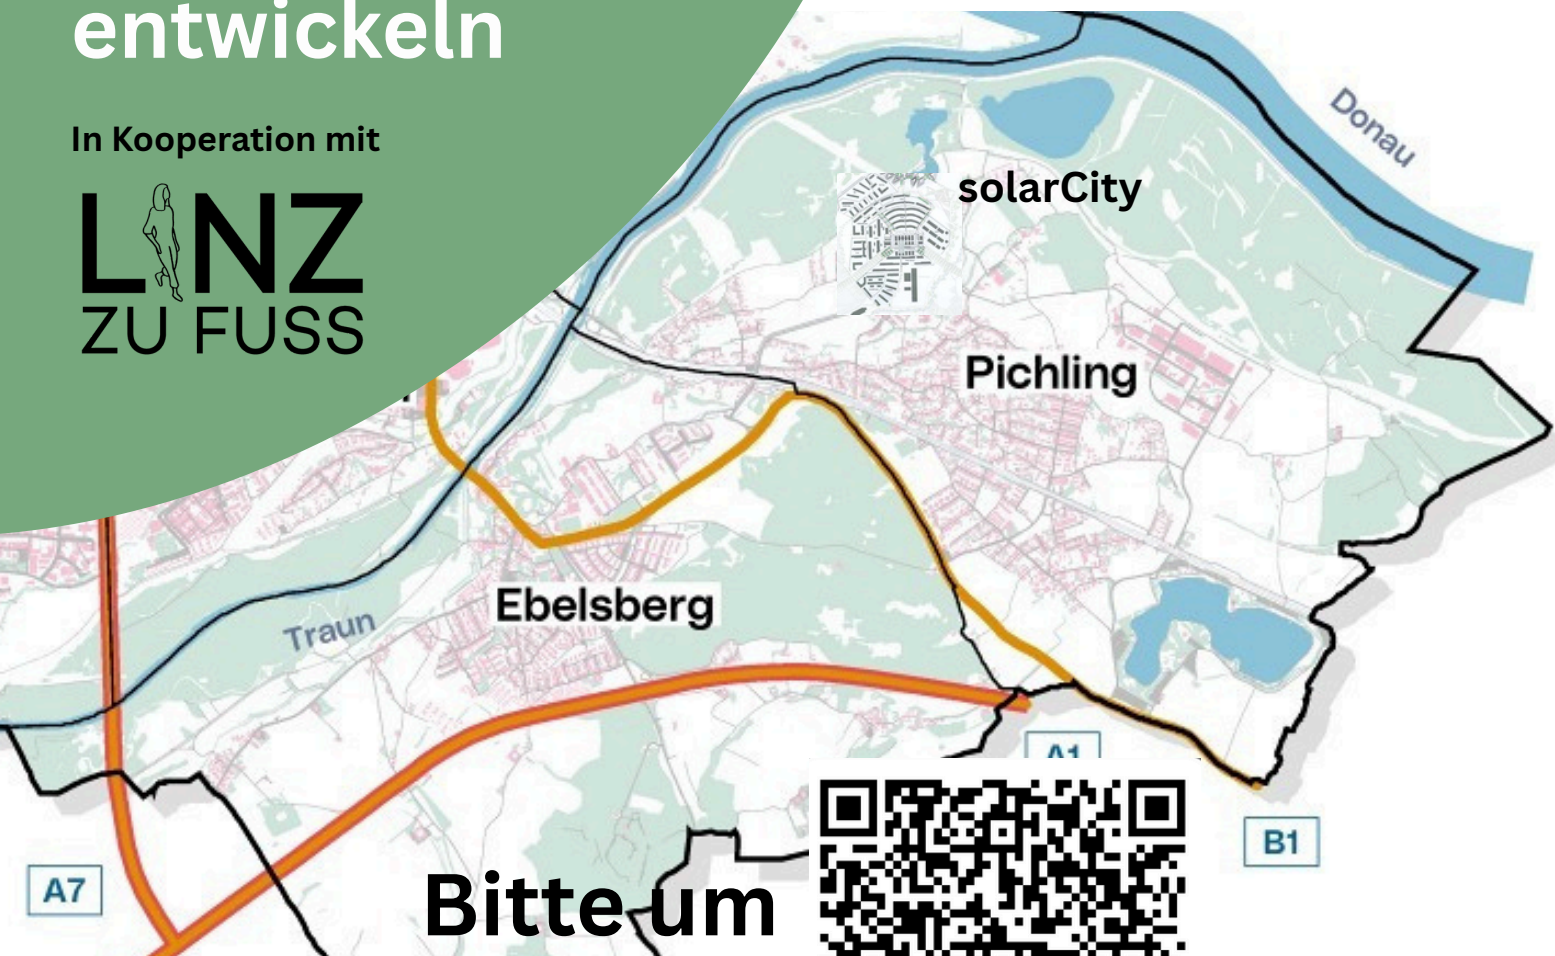 entwickeln
In Kooperation mit
LINZ
ZU FUSS
Donau
solarCity
Pichling
Ebelsberg
Traun
A1
B1
A7
Bitte um